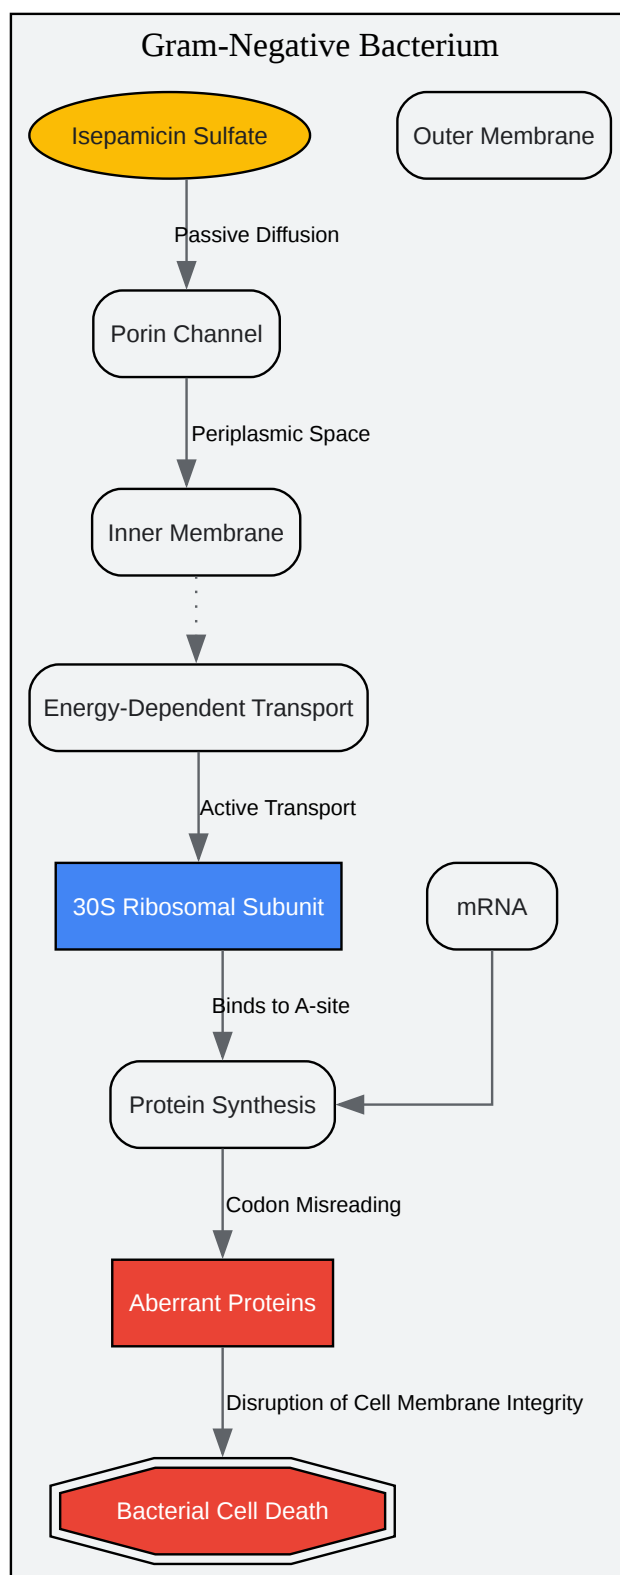 Gram-Negative Bacterium
Isepamicin Sulfate
Outer Membrane
Passive Diffusion
Porin Channel
Periplasmic Space
Inner Membrane
Energy-Dependent Transport
Active Transport
30S Ribosomal Subunit
mRNA
Binds to A-site
Protein Synthesis
Codon Misreading
Aberrant Proteins
Disruption of Cell Membrane Integrity
Bacterial Cell Death